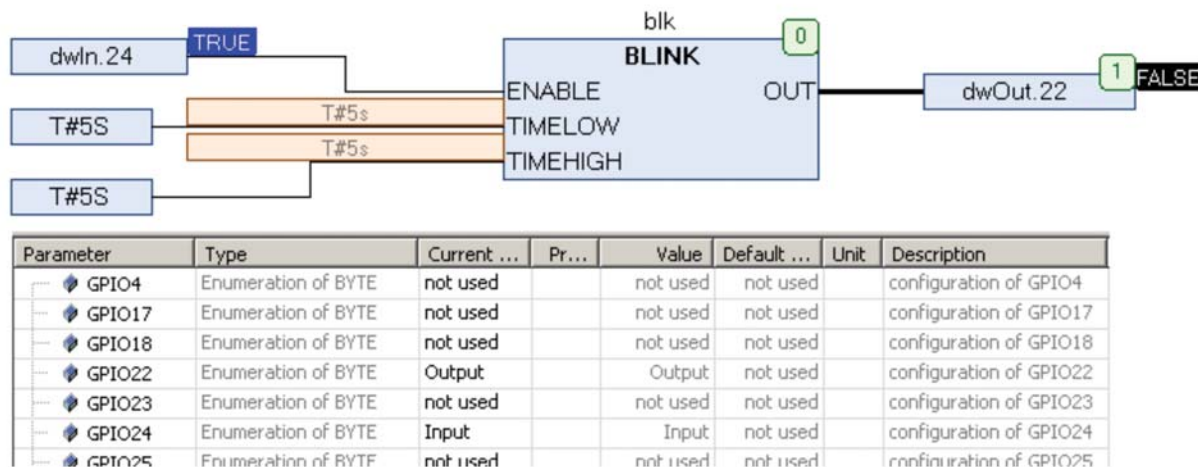 blk
0
BLINK
dwIn.24 TRUE
ENABLE OUT
dwOut.22 1 FALSE
T#5s
T#5S
TIMELOW
T#5s
TIMEHIGH
T#5S
Parameter Type Current ... Pr... Value Default ... Unit Description
GPIO4 Enumeration of BYTE not used not used not used configuration of GPIO4
GPIO17 Enumeration of BYTE not used not used not used configuration of GPIO17
GPIO18 Enumeration of BYTE not used not used not used configuration of GPIO18
GPIO22 Enumeration of BYTE Output Output not used configuration of GPIO22
GPIO23 Enumeration of BYTE not used not used not used configuration of GPIO23
GPIO24 Enumeration of BYTE Input Input not used configuration of GPIO24
GPIO25 Enumeration of BYTE not used not used not used configuration of GPIO25